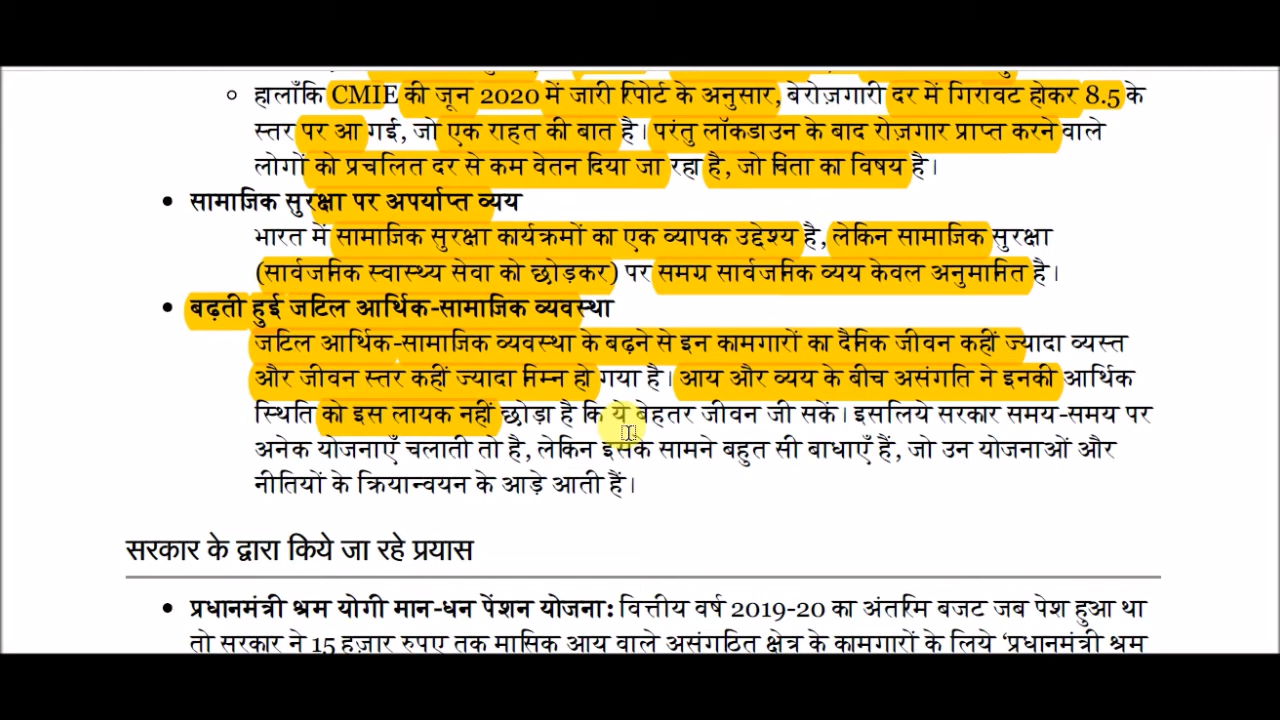 हालाँकि CMIE की जून 2020 में जारी रिपोर्ट के अनुसार, बेरोज़गारी दर में गिरावट होकर 8.5 के
स्तर पर आ गई, जो एक राहत की बात है। परंतु लॉकडाउन के बाद रोज़गार प्राप्त करने वाले
लोगों को प्रचलित दर से कम वेतन दिया जा रहा है, जो चिंता का विषय है।
सामाजिक सुरक्षा पर अपर्याप्त व्यय
भारत में सामाजिक सुरक्षा कार्यक्रमों का एक व्यापक उद्देश्य है, लेकिन सामाजिक सुरक्षा
(सार्वजनिक स्वास्थ्य सेवा को छोड़कर) पर समग्र सार्वजनिक व्यय केवल अनुमानित है।
बढ़ती हुई जटिल आर्थिक-सामाजिक व्यवस्था
जटिल आर्थिक-सामाजिक व्यवस्था के बढ़ने से इन कामगारों का दैनिक जीवन कहीं ज्यादा व्यस्त
और जीवन स्तर कहीं ज्यादा निम्न हो गया है। आय और व्यय के बीच असंगति ने इनकी आर्थिक
स्थिति को इस लायक नहीं छोड़ा है कि ये बेहतर जीवन जी सकें। इसलिये सरकार समय-समय पर
अनेक योजनाएँ चलाती तो है, लेकिन इसके सामने बहुत सी बाधाएँ हैं, जो उन योजनाओं और
नीतियों के क्रियान्वयन के आड़े आती हैं।
सरकार के द्वारा किये जा रहे प्रयास
प्रधानमंत्री श्रम योगी मान-धन पेंशन योजना: वित्तीय वर्ष 2019-20 का अंतरिम बजट जब पेश हुआ था
तो सरकार ने 15 हज़ार रुपए तक मासिक आय वाले असंगठित क्षेत्र के कामगारों के लिये ‘प्रधानमंत्री श्रम